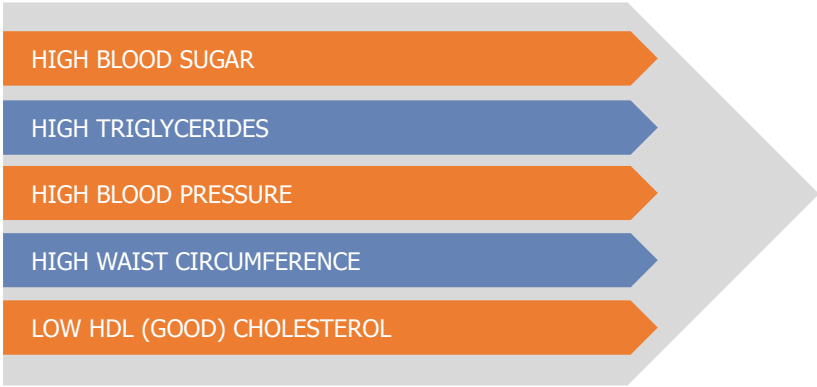 HIGH BLOOD SUGAR
HIGH TRIGLYCERIDES
HIGH BLOOD PRESSURE
HIGH WAIST CIRCUMFERENCE
LOW HDL (GOOD) CHOLESTEROL